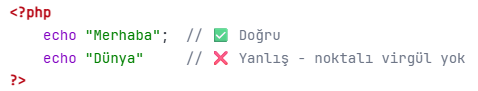 <?php
    echo "Merhaba";  // ✅ Doğru
    echo "Dünya"     // ❌ Yanlış - noktalı virgül yok
?>